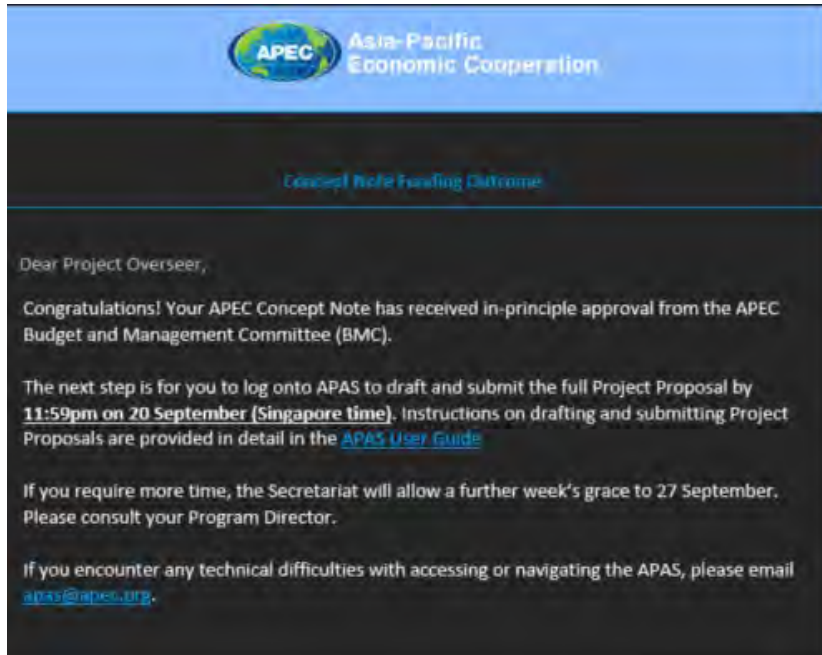 APEC
Asia-Pacific
Economic Cooperation
Concept Note Funding Outcome
Dear Project Overseer,
Congratulations! Your APEC Concept Note has received in-principle approval from the APEC
Budget and Management Committee (BMC).
The next step is for you to log onto APAS to draft and submit the full Project Proposal by
11:59pm on 20 September (Singapore time). Instructions on drafting and submitting Project
Proposals are provided in detail in the APAS User Guide
If you require more time, the Secretariat will allow a further week's grace to 27 September.
Please consult your Program Director.
If you encounter any technical difficulties with accessing or navigating the APAS, please email
apas@apec.org.